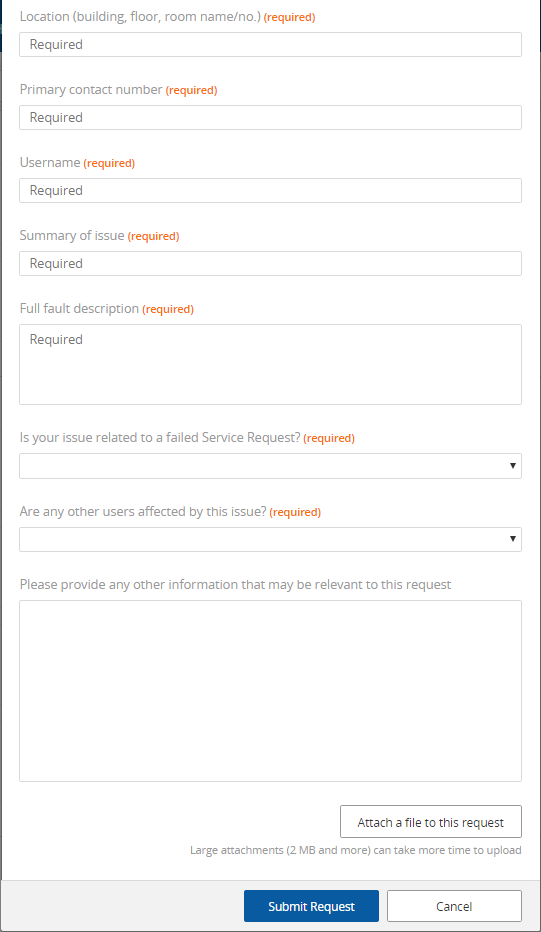 Location (building, floor, room name/no.) (required)
Required
Primary contact number (required)
Required
Username (required)
Required
Summary of issue (required)
Required
Full fault description (required)
Required
Is your issue related to a failed Service Request? (required)
Are any other users affected by this issue? (required)
Please provide any other information that may be relevant to this request
Attach a file to this request
Large attachments (2 MB and more) can take more time to upload
Submit Request
Cancel